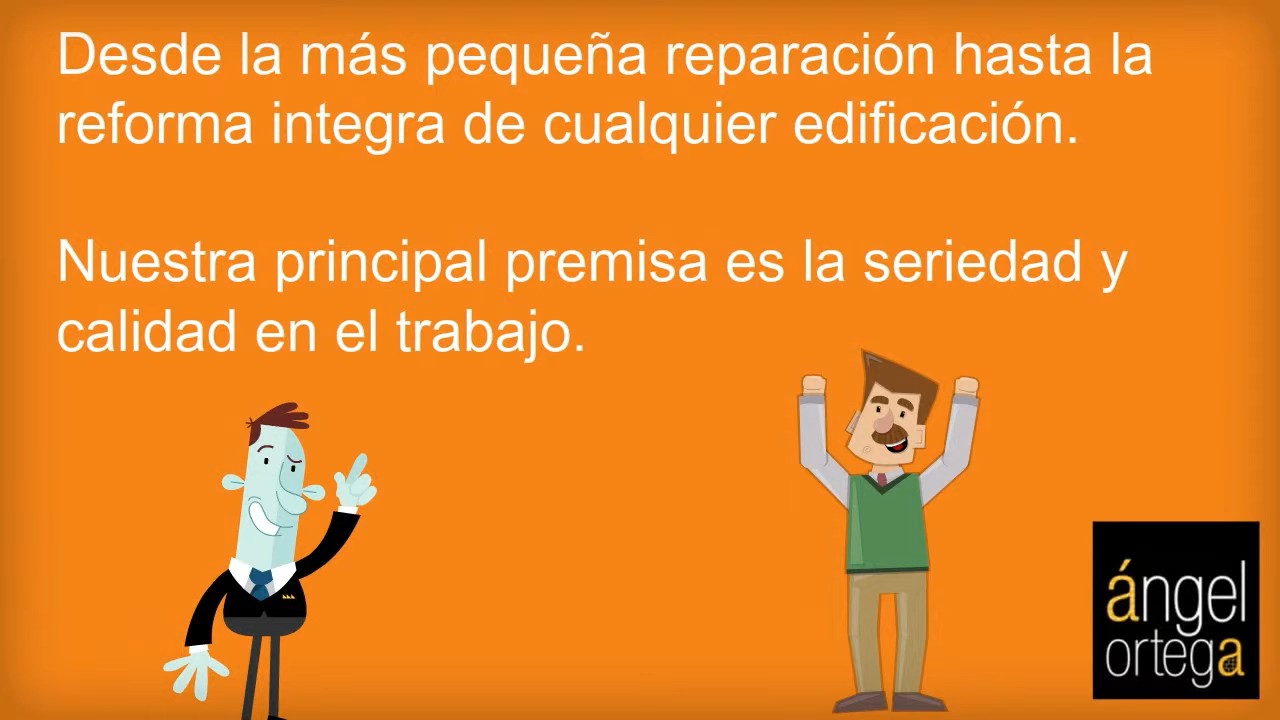 Desde la más pequeña reparación hasta la
reforma integra de cualquier edificación.
Nuestra principal premisa es la seriedad y
calidad en el trabajo.
ángel
ortega